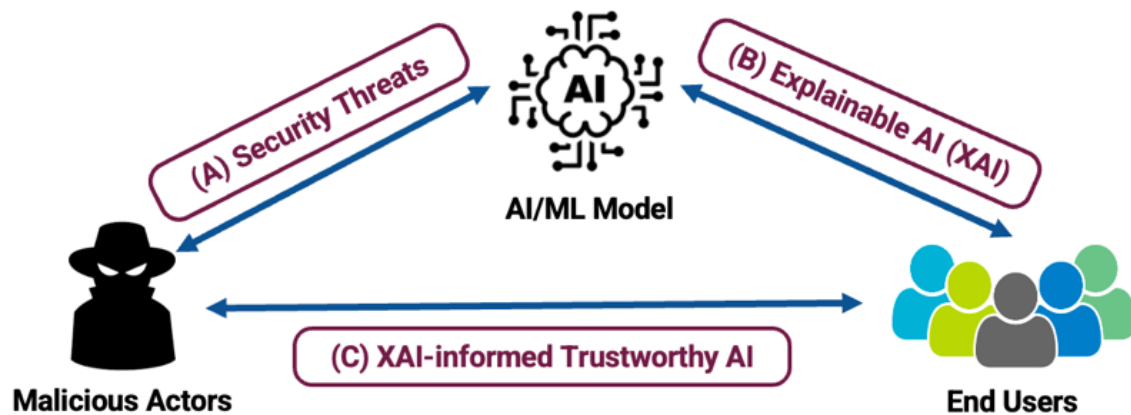 (A) Security Threats
AI
(B) Explainable AI (XAI)
AI/ML Model
(C) XAI-informed Trustworthy AI
Malicious Actors
End Users